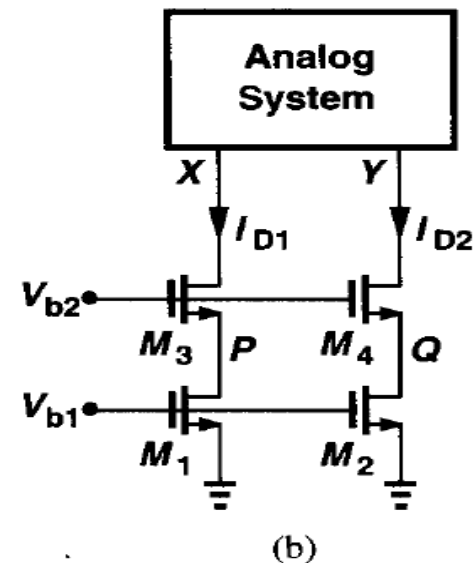 Analog
System
X Y
I D1 I D2
V b2
M 3 P M 4 Q
V b1
M 1 M 2
(b)